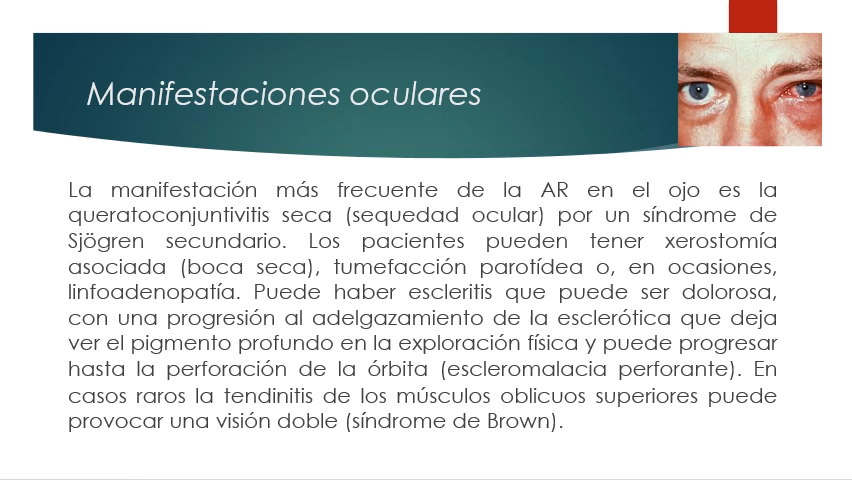 Manifestaciones oculares
La manifestación más frecuente de la AR en el ojo es la
queratoconjuntivitis seca (sequedad ocular) por un síndrome de
Sjögren secundario. Los pacientes pueden tener xerostomía
asociada (boca seca), tumefacción parotídea o, en ocasiones,
linfoadenopatía. Puede haber escleritis que puede ser dolorosa,
con una progresión al adelgazamiento de la esclerótica que deja
ver el pigmento profundo en la exploración física y puede progresar
hasta la perforación de la órbita (escleromalacia perforante). En
casos raros la tendinitis de los músculos oblicuos superiores puede
provocar una visión doble (síndrome de Brown).